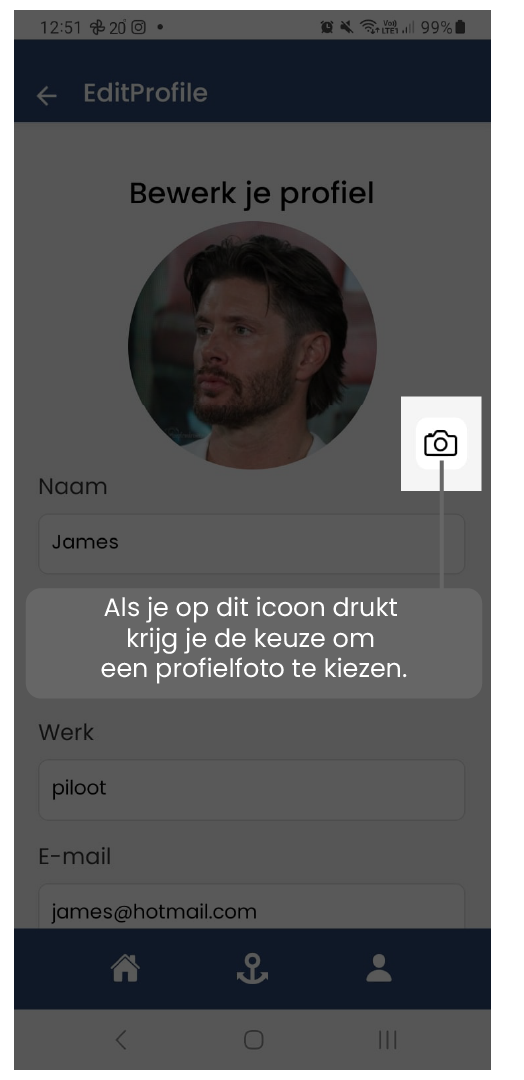 12:51 20 99%
EditProfile
Bewerk je profiel
Naam
James
Als je op dit icoon drukt
krijg je de keuze om
een profielfoto te kiezen.
Werk
piloot
E-mail
james@hotmail.com